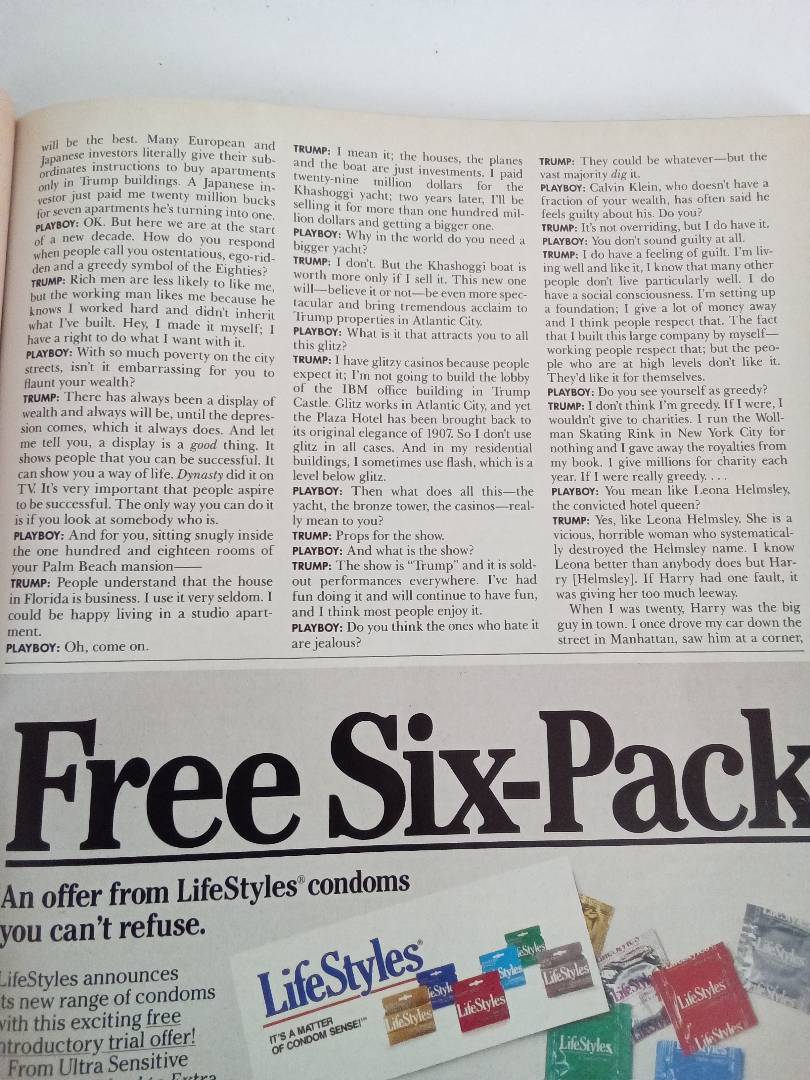 will be the best. Many European and
Japanese investors literally give their sub-
ordinates instructions to buy apartments
only in Trump buildings. A Japanese in-
vestor just paid me twenty million bucks
for seven apartments he's turning into one.
PLAYBOY: OK. But here we are at the start
of a new decade. How do you respond
when people call you ostentatious, ego-rid-
den and a greedy symbol of the Eighties?
TRUMP: Rich men are less likely to like me,
but the working man likes me because he
knows I worked hard and didn't inherit
what I've built. Hey, I made it myself; I
have a right to do what I want with it.
PLAYBOY: With so much poverty on the city
streets, isn't it embarrassing for you to
flaunt your wealth?
TRUMP: There has always been a display of
wealth and always will be, until the depres-
sion comes, which it always does. And let
me tell you, a display is a good thing. It
shows people that you can be successful. It
can show you a way of life. Dynasty did it on
TV. It's very important that people aspire
to be successful. The only way you can do it
is if you look at somebody who is.
PLAYBOY: And for you, sitting snugly inside
the one hundred and eighteen rooms of
your Palm Beach mansion——
TRUMP: People understand that the house
in Florida is business. I use it very seldom. I
could be happy living in a studio apart-
ment.
PLAYBOY: Oh, come on.
TRUMP: I mean it; the houses, the planes
and the boat are just investments. I paid
twenty-nine million dollars for the
Khashoggi yacht; two years later, I'll be
selling it for more than one hundred mil-
lion dollars and getting a bigger one.
PLAYBOY: Why in the world do you need a
bigger yacht?
TRUMP: I don't. But the Khashoggi boat is
worth more only if I sell it. This new one
will—believe it or not—be even more spec-
tacular and bring tremendous acclaim to
Trump properties in Atlantic City.
PLAYBOY: What is it that attracts you to all
this glitz?
TRUMP: I have glitzy casinos because people
expect it; I'm not going to build the lobby
of the IBM office building in Trump
Castle. Glitz works in Atlantic City, and yet
the Plaza Hotel has been brought back to
its original elegance of 1907. So I don't use
glitz in all cases. And in my residential
buildings, I sometimes use flash, which is a
level below glitz.
PLAYBOY: Then what does all this—the
yacht, the bronze tower, the casinos—real-
ly mean to you?
TRUMP: Props for the show.
PLAYBOY: And what is the show?
TRUMP: The show is "Trump" and it is sold-
out performances everywhere. I've had
fun doing it and will continue to have fun,
and I think most people enjoy it.
PLAYBOY: Do you think the ones who hate it
are jealous?
TRUMP: They could be whatever—but the
vast majority dig it.
PLAYBOY: Calvin Klein, who doesn't have a
fraction of your wealth, has often said he
feels guilty about his. Do you?
TRUMP: It's not overriding, but I do have it.
PLAYBOY: You don't sound guilty at all.
TRUMP: I do have a feeling of guilt. I'm liv-
ing well and like it, I know that many other
people don't live particularly well. I do
have a social consciousness. I'm setting up
a foundation; I give a lot of money away
and I think people respect that. The fact
that I built this large company by myself—
working people respect that; but the peo-
ple who are at high levels don't like it.
They'd like it for themselves.
PLAYBOY: Do you see yourself as greedy?
TRUMP: I don't think I'm greedy. If I were, I
wouldn't give to charities. I run the Woll-
man Skating Rink in New York City for
nothing and I gave away the royalties from
my book. I give millions for charity each
year. If I were really greedy. . . .
PLAYBOY: You mean like Leona Helmsley,
the convicted hotel queen?
TRUMP: Yes, like Leona Helmsley. She is a
vicious, horrible woman who systematical-
ly destroyed the Helmsley name. I know
Leona better than anybody does but Har-
ry [Helmsley]. If Harry had one fault, it
was giving her too much leeway.
When I was twenty, Harry was the big
guy in town. I once drove my car down the
street in Manhattan, saw him at a corner,
Free Six-Pack
An offer from LifeStyles® condoms
you can't refuse.
LifeStyles announces
its new range of condoms
with this exciting free
introductory trial offer!
From Ultra Sensitive
Extra
LifeStyles®
IT'S A MATTER
OF CONDOM SENSE!™
LifeStyles
LifeStyles
LifeStyles
LifeStyles
LifeStyles
LifeStyles
LifeStyles
LifeStyles
LifeStyles
LifeStyles